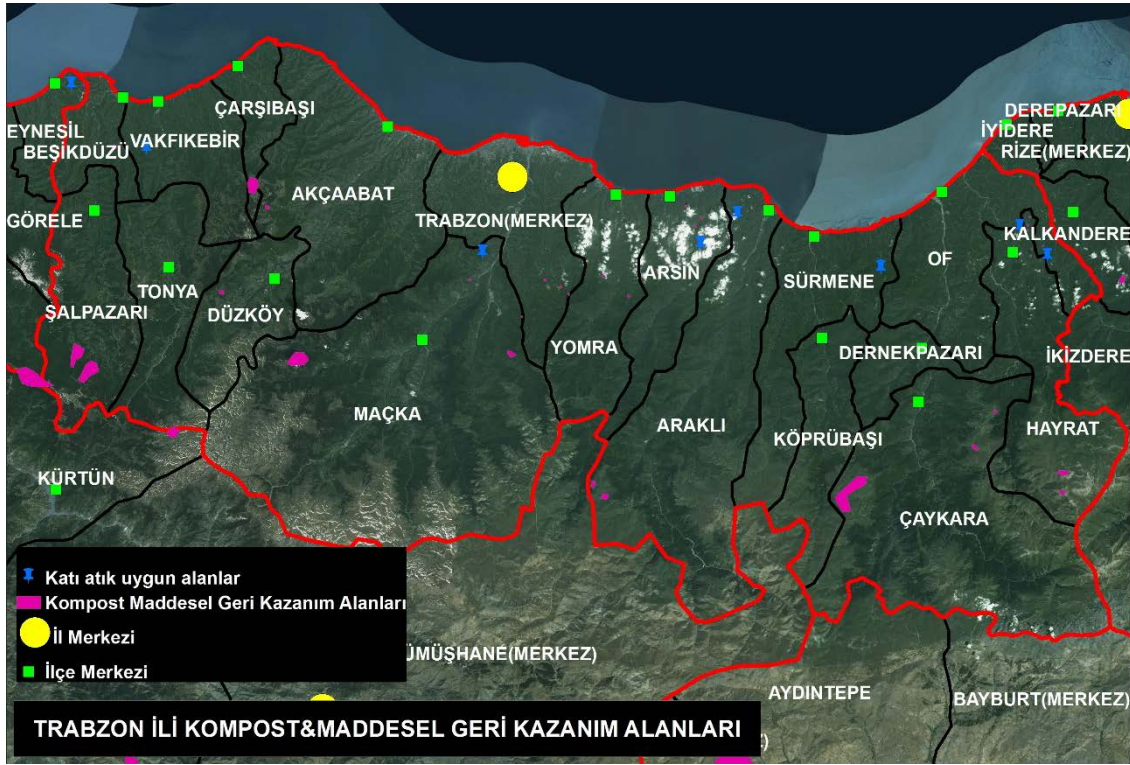 DEREPAZARI
ÇARŞIBAŞI
İYİDERE
EYNESİL
VAKFIKEBİR
RİZE(MERKEZ)
BEŞİKDÜZÜ
AKÇAABAT
GÖRELE
TRABZON(MERKEZ)
KALKANDERE
OF
ARSİN
SÜRMENE
TONYA
ŞALPAZARI
DÜZKÖY
YOMRA
DERNEKPAZARI
İKİZDERE
MAÇKA
ARAKLI
HAYRAT
KÖPRÜBAŞI
KÜRTÜN
ÇAYKARA
Katı atık uygun alanlar
Kompost Maddesel Geri Kazanım Alanları
İl Merkezi
İlçe Merkezi
ÜMÜŞHANE(MERKEZ)
AYDINTEPE
BAYBURT(MERKEZ)
TRABZON İLİ KOMPOST&MADDESEL GERİ KAZANIM ALANLARI